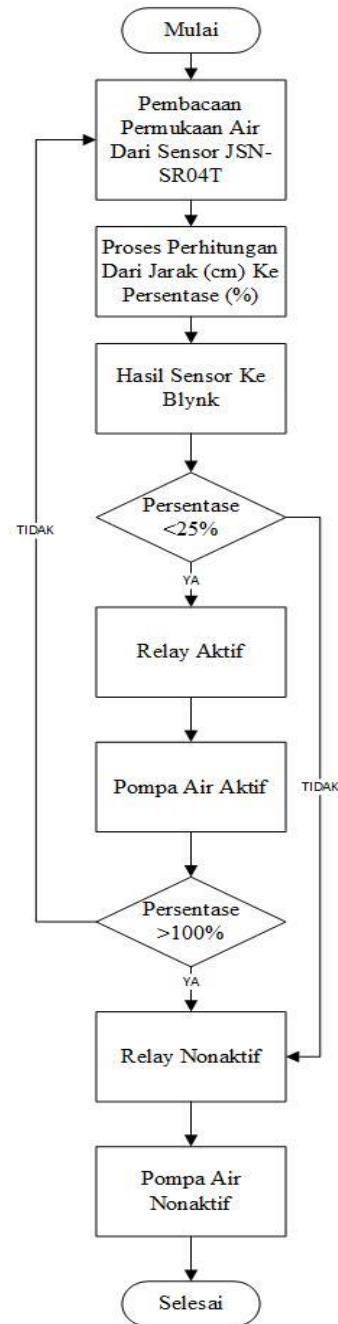 Mulai
Pembacaan
Permukaan Air
Dari Sensor JSN-
SR04T
Proses Perhitungan
Dari Jarak (cm) Ke
Persentase (%)
Hasil Sensor Ke
Blynk
Persentase
<25%
TIDAK
YA
Relay Aktif
Pompa Air Aktif
TIDAK
Persentase
>100%
YA
Relay Nonaktif
Pompa Air
Nonaktif
Selesai